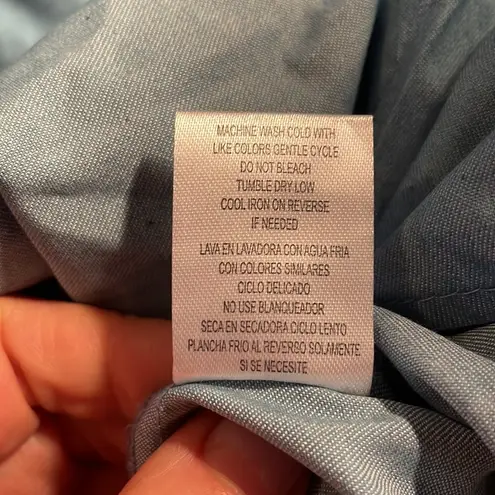 MACHINE WASH COLD WITH
LIKE COLORS GENTLE CYCLE
DO NOT BLEACH
TUMBLE DRY LOW
COOL IRON ON REVERSE
IF NEEDED
LAVA EN LAVADORA CON AGUA FRIA
CON COLORES SIMILARES
CICLO DELICADO
NO USE BLANQUEADOR
SECA EN SECADORA CICLO LENTO
PLANCHA FRIO AL REVERSO SOLAMENTE
SI SE NECESITE